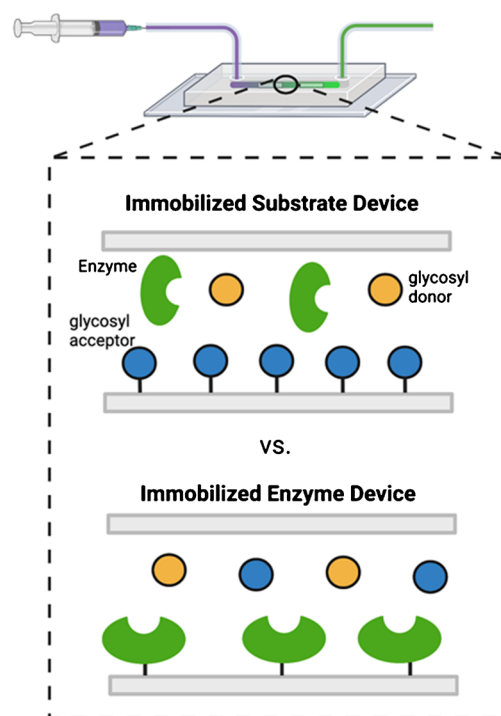 Immobilized Substrate Device
Enzyme
glycosyl
donor
glycosyl
acceptor
vs.
Immobilized Enzyme Device